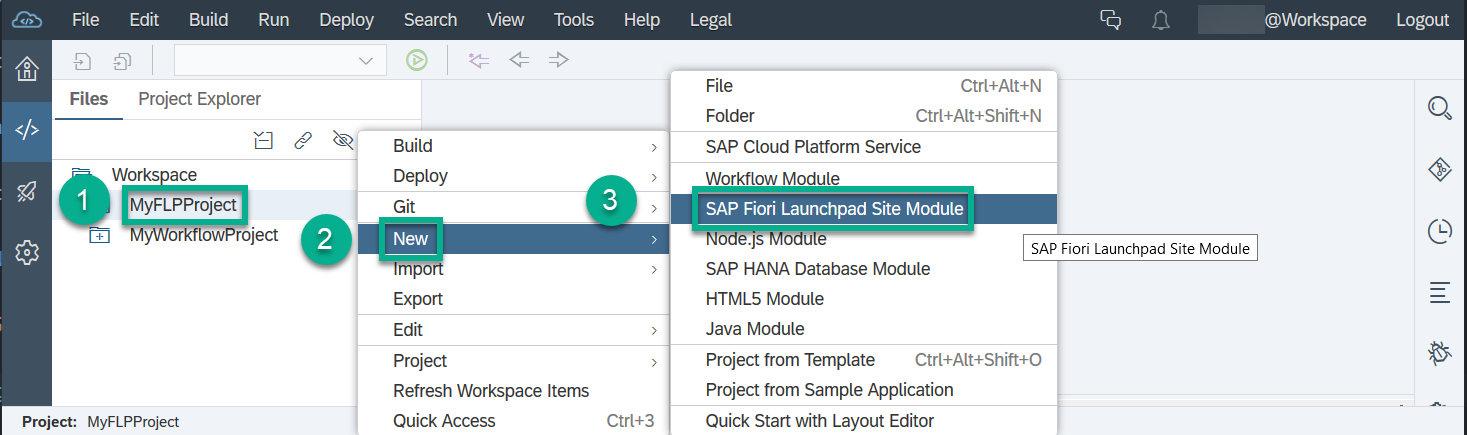 File Edit Build Run Deploy Search View Tools Help Legal @Workspace Logout
Files Project Explorer
Workspace
1 MyFLPProject
MyWorkflowProject
Build
Deploy
Git
2 New
Import
Export
Edit
Project
Refresh Workspace Items
Quick Access Ctrl+3
File Ctrl+Alt+N
Folder Ctrl+Alt+Shift+N
SAP Cloud Platform Service
Workflow Module
3 SAP Fiori Launchpad Site Module
Node.js Module
SAP HANA Database Module
HTML5 Module
Java Module
Project from Template Ctrl+Alt+Shift+O
Project from Sample Application
Quick Start with Layout Editor
SAP Fiori Launchpad Site Module
Project: MyFLPProject